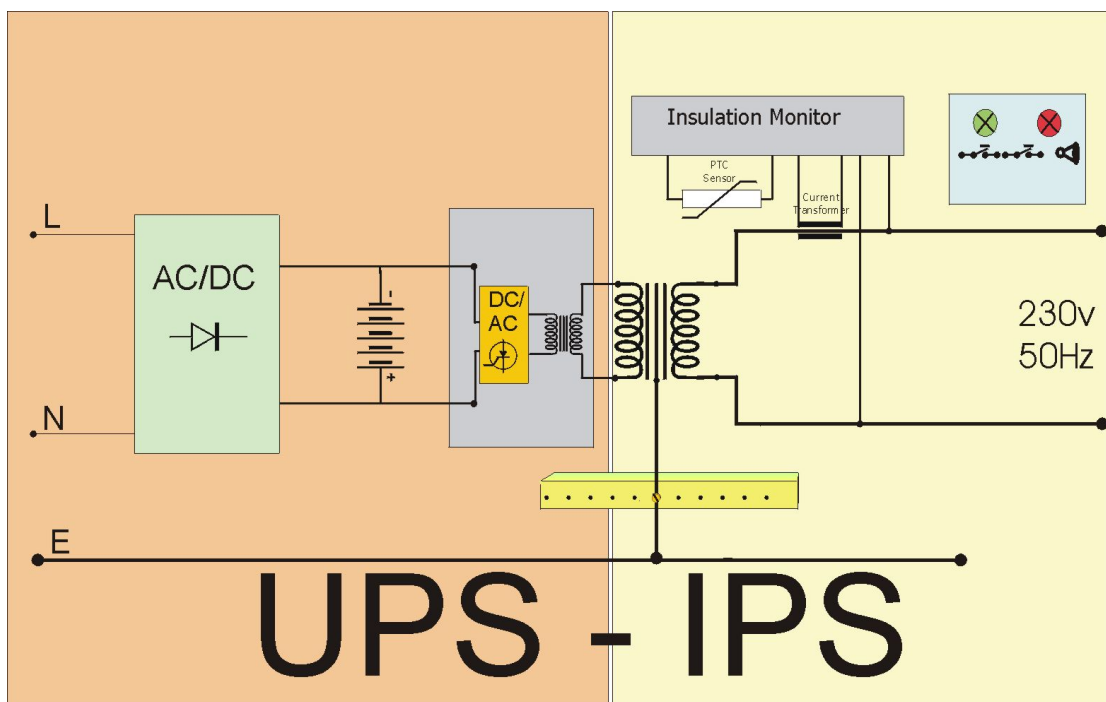 Insulation Monitor
PTC
Sensor
Current
Transformer
L
AC/DC
DC/
AC
-
+
230v
50Hz
N
E
UPS - IPS